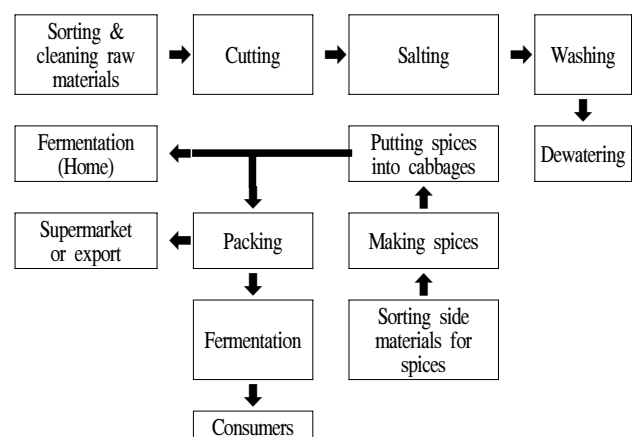 Sorting &
cleaning raw
materials
Cutting
Salting
Washing
Fermentation
(Home)
Putting spices
into cabbages
Dewatering
Supermarket
or export
Packing
Making spices
Fermentation
Sorting side
materials for
spices
Consumers